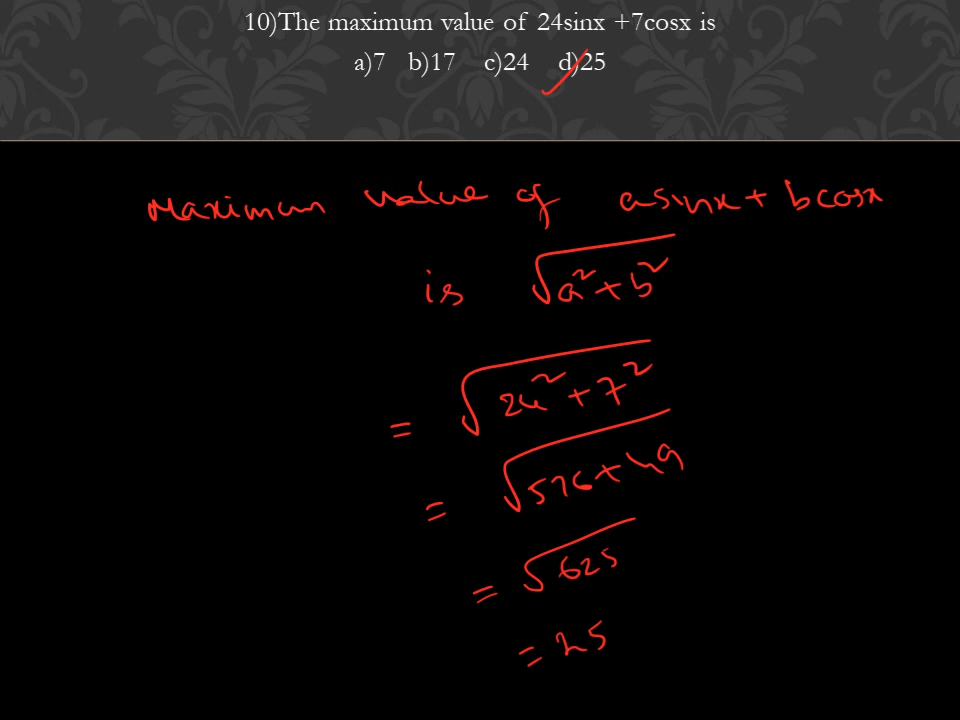 10)The maximum value of 24sinx +7cosx is
a)7 b)17 c)24 d)25
Maximum value of asinx + bcosx
is √a²+b²
= √24²+7²
= √576+49
= √625
= 25